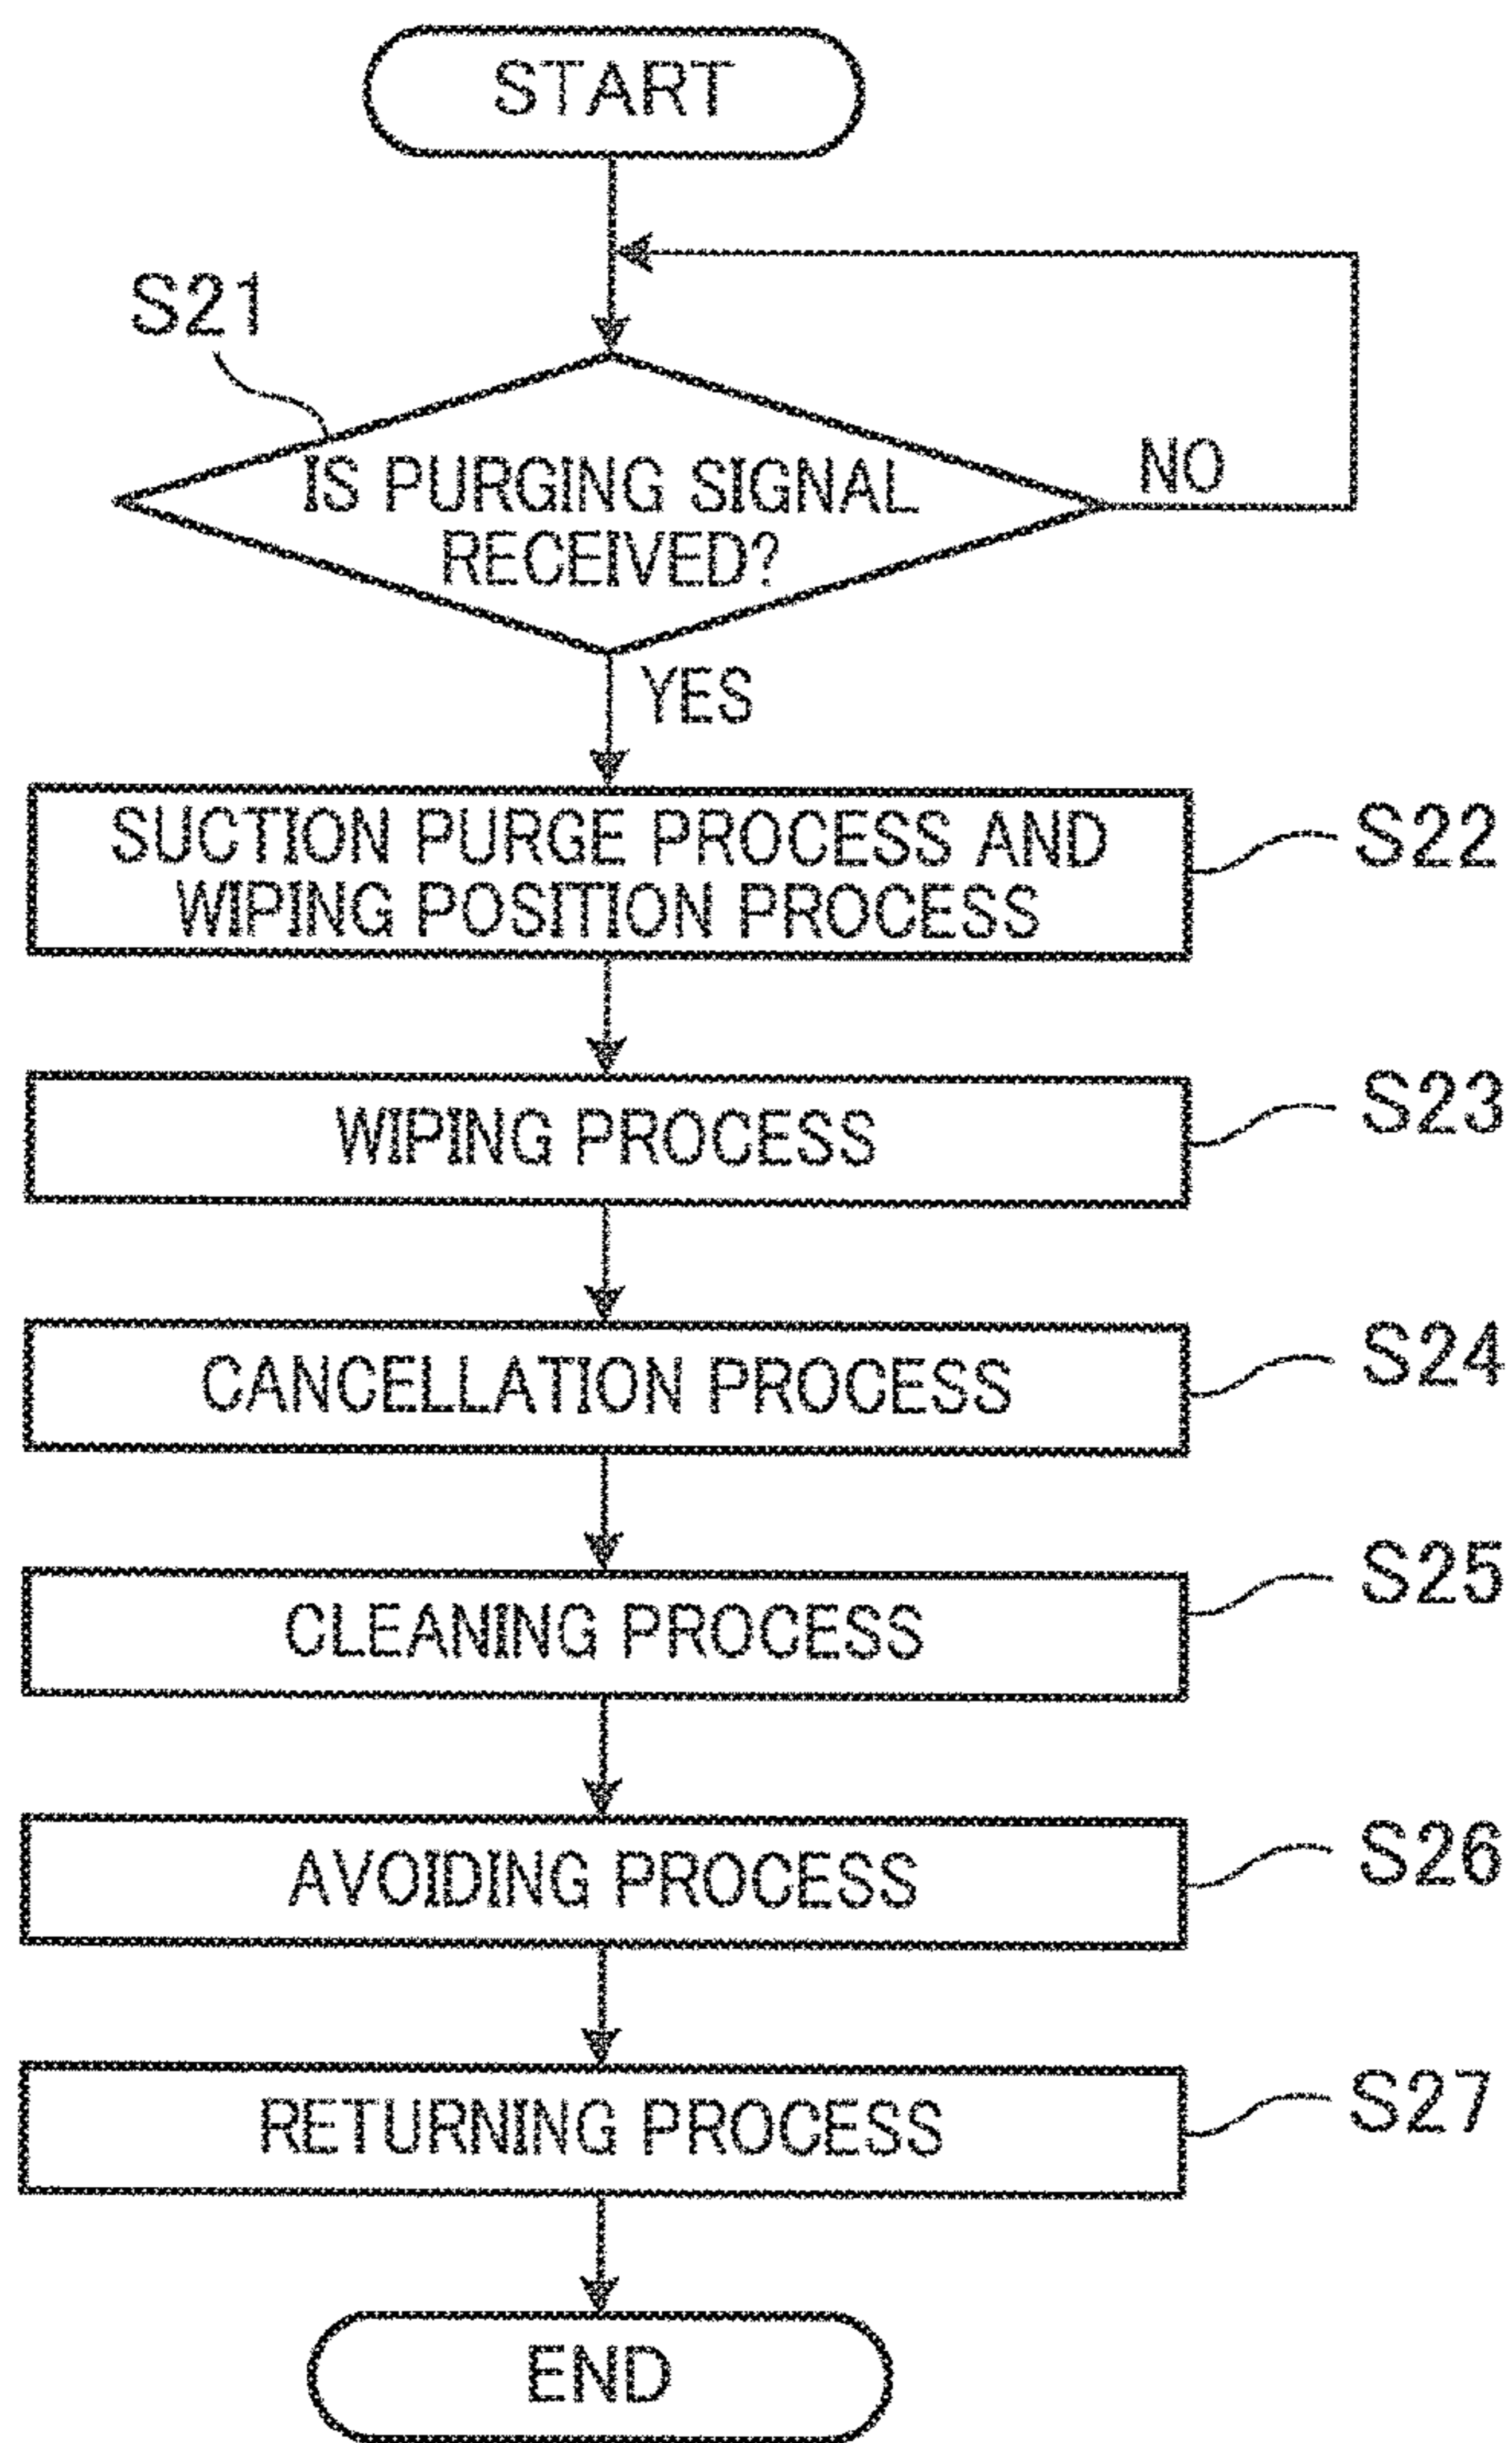 START
S21
IS PURGING SIGNAL
RECEIVED?
NO
YES
SUCTION PURGE PROCESS AND
WIPING POSITION PROCESS
S22
WIPING PROCESS
S23
CANCELLATION PROCESS
S24
CLEANING PROCESS
S25
AVOIDING PROCESS
S26
RETURNING PROCESS
S27
END